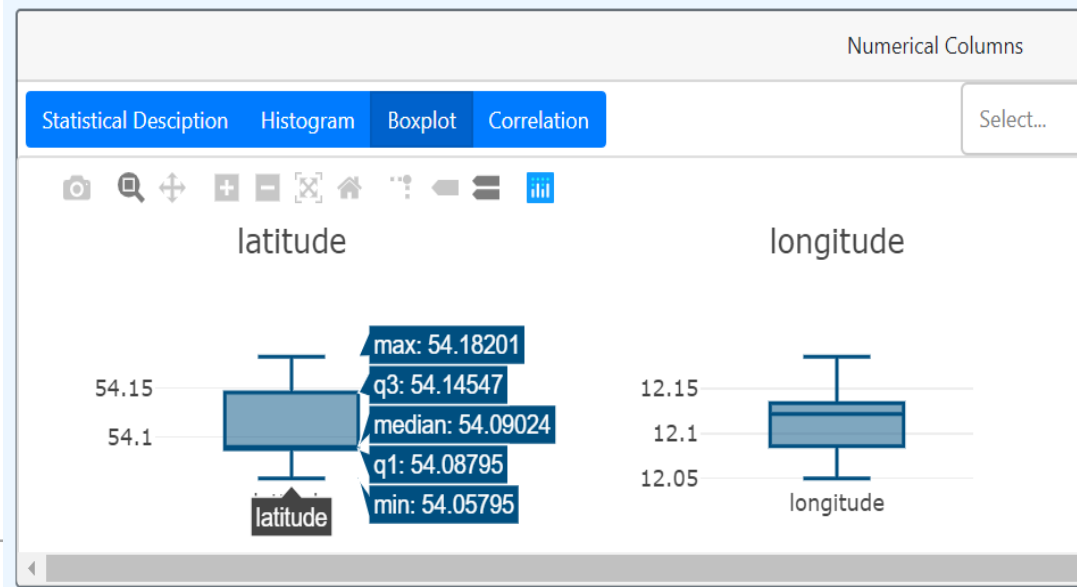 Numerical Columns
Statistical Desciption Histogram Boxplot Correlation
Select...
latitude
longitude
max: 54.18201
q3: 54.14547
median: 54.09024
q1: 54.08795
min: 54.05795
54.15
54.1
latitude
12.15
12.1
12.05
longitude